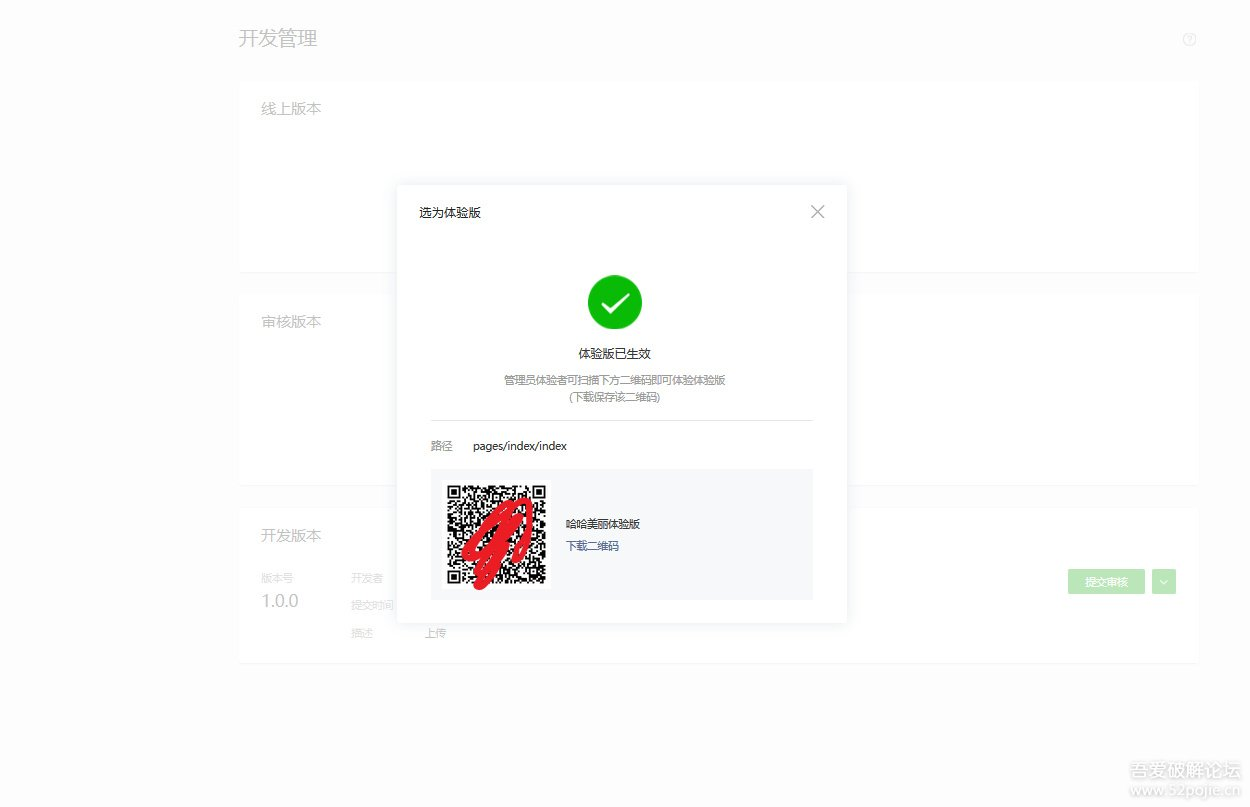 开发管理
线上版本
选为体验版
体验版已生效
管理员体验者可扫描下方二维码即可体验体验版
(下载保存该二维码)
路径 pages/index/index
哈哈美丽体验版
下载二维码
审核版本
开发版本
版本号
1.0.0
开发者
提交时间
描述 上传
提交审核
吾爱破解论坛
www.52pojie.cn